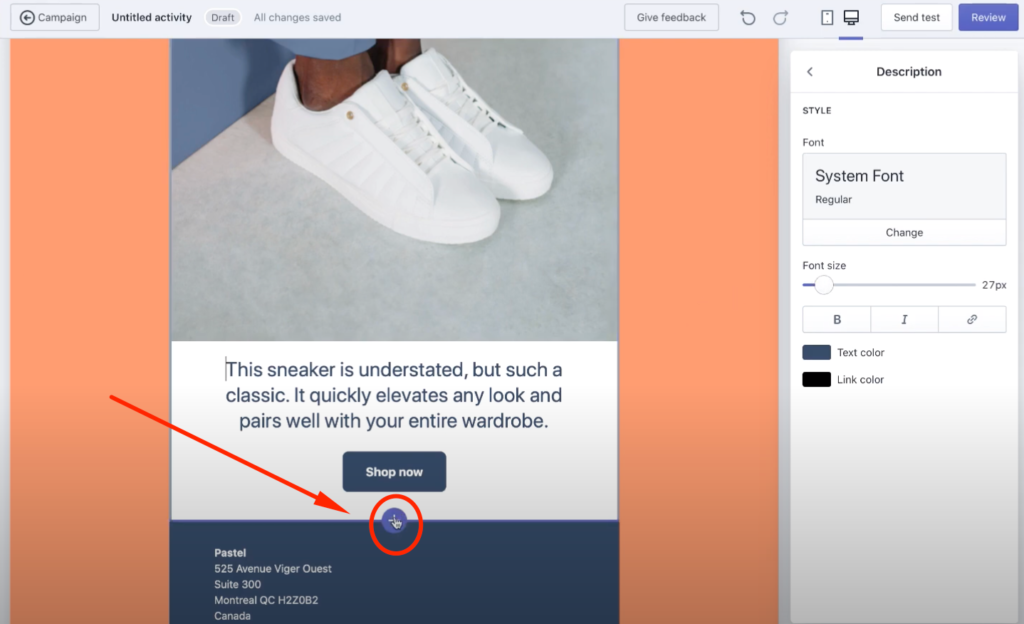 Campaign
Untitled activity
Draft
All changes saved
Give feedback
Send test
Review
This sneaker is understated, but such a
classic. It quickly elevates any look and
pairs well with your entire wardrobe.
Shop now
Pastel
525 Avenue Viger Ouest
Suite 300
Montreal QC H2Z0B2
Canada
Description
STYLE
Font
System Font
Regular
Change
Font size
27px
B
I
Text color
Link color